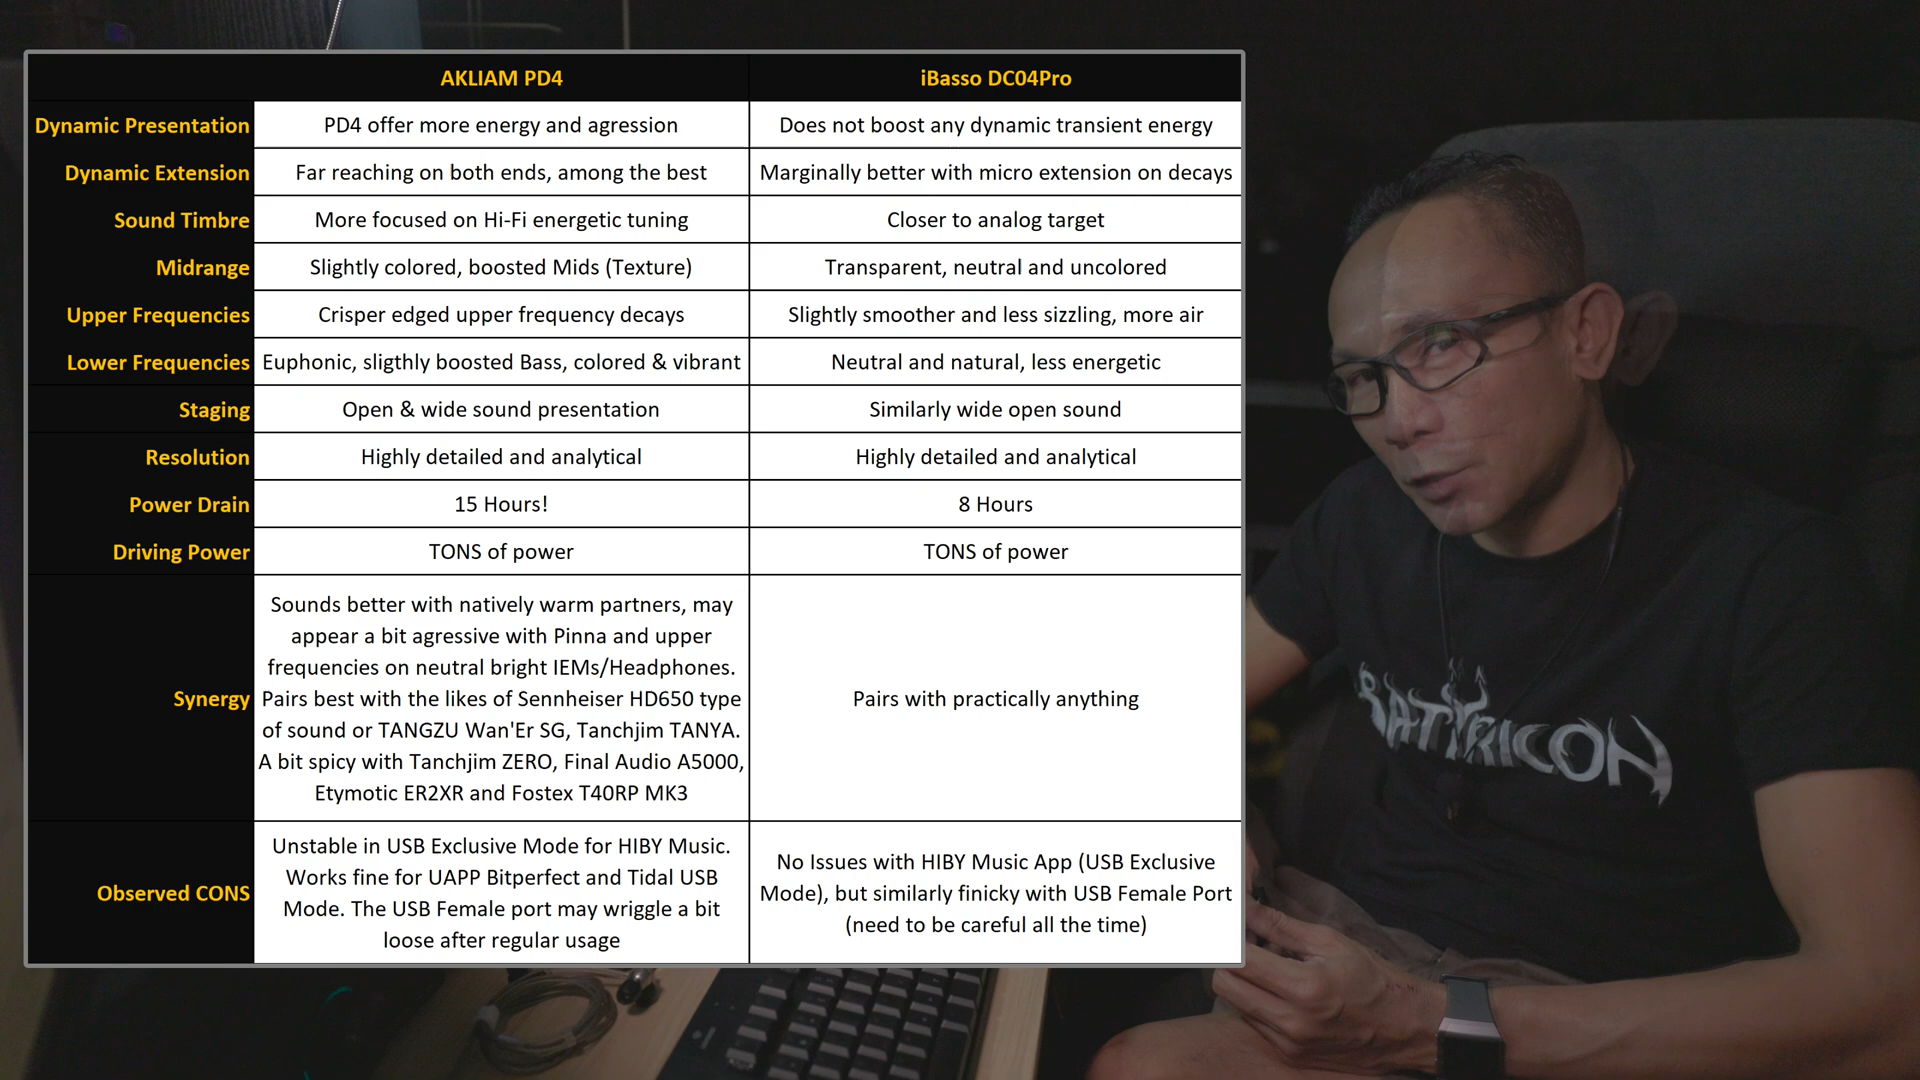 AKLIAM PD4
iBasso DC04Pro
Dynamic Presentation
PD4 offer more energy and agression
Does not boost any dynamic transient energy
Dynamic Extension
Far reaching on both ends, among the best
Marginally better with micro extension on decays
Sound Timbre
More focused on Hi-Fi energetic tuning
Closer to analog target
Midrange
Slightly colored, boosted Mids (Texture)
Transparent, neutral and uncolored
Upper Frequencies
Crisper edged upper frequency decays
Slightly smoother and less sizzling, more air
Lower Frequencies
Euphonic, sligthly boosted Bass, colored & vibrant
Neutral and natural, less energetic
Staging
Open & wide sound presentation
Similarly wide open sound
Resolution
Highly detailed and analytical
Highly detailed and analytical
Power Drain
15 Hours!
8 Hours
Driving Power
TONS of power
TONS of power
Synergy
Sounds better with natively warm partners, may
appear a bit agressive with Pinna and upper
frequencies on neutral bright IEMs/Headphones.
Pairs best with the likes of Sennheiser HD650 type
of sound or TANGZU Wan'Er SG, Tanchjim TANYA.
A bit spicy with Tanchjim ZERO, Final Audio A5000,
Etymotic ER2XR and Fostex T40RP MK3
Pairs with practically anything
Observed CONS
Unstable in USB Exclusive Mode for HIBY Music.
Works fine for UAPP Bitperfect and Tidal USB
Mode. The USB Female port may wriggle a bit
loose after regular usage
No Issues with HIBY Music App (USB Exclusive
Mode), but similarly finicky with USB Female Port
(need to be careful all the time)
SATYRICON